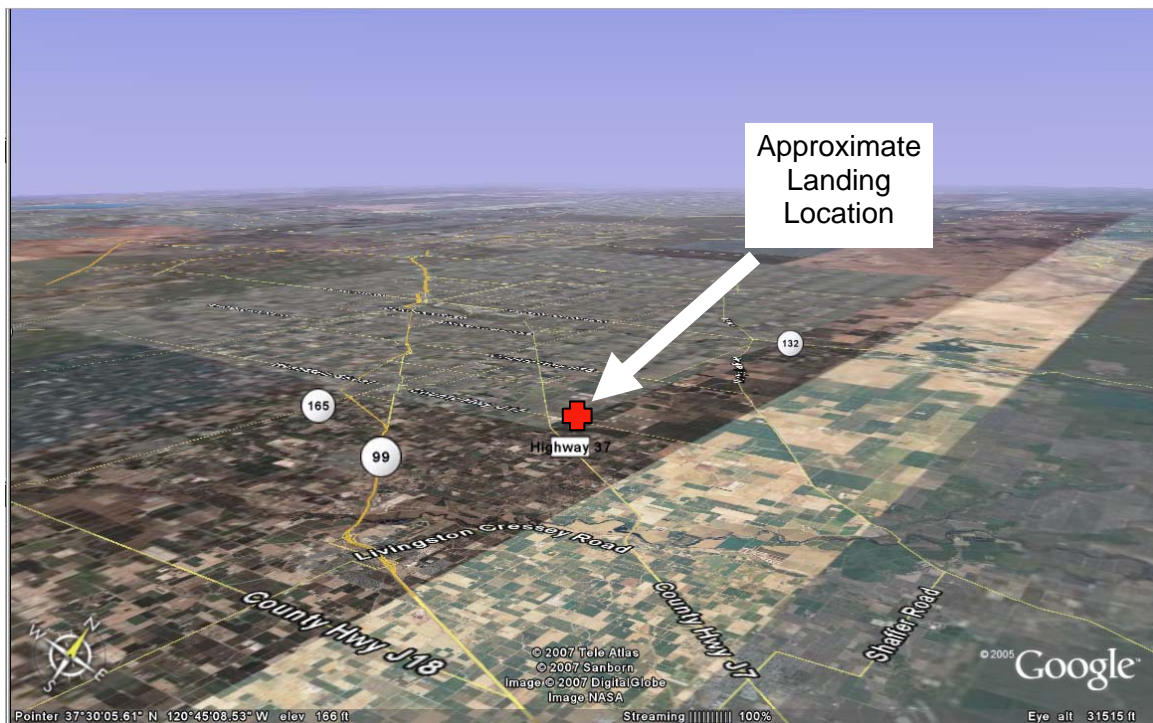 Approximate
Landing
Location
132
165
Highway 37
99
Livingston Cressey Road
County Hwy J18
County Hwy J7
Shaffer Road
N
W
E
S
© 2007 Tele Atlas
© 2007 Sanborn
Image © 2007 DigitalGlobe
Image NASA
© 2005 Google™
Pointer 37°30'05.61" N 120°45'08.53" W elev 166 ft
Streaming |||||||||| 100%
Eye alt 31515 ft